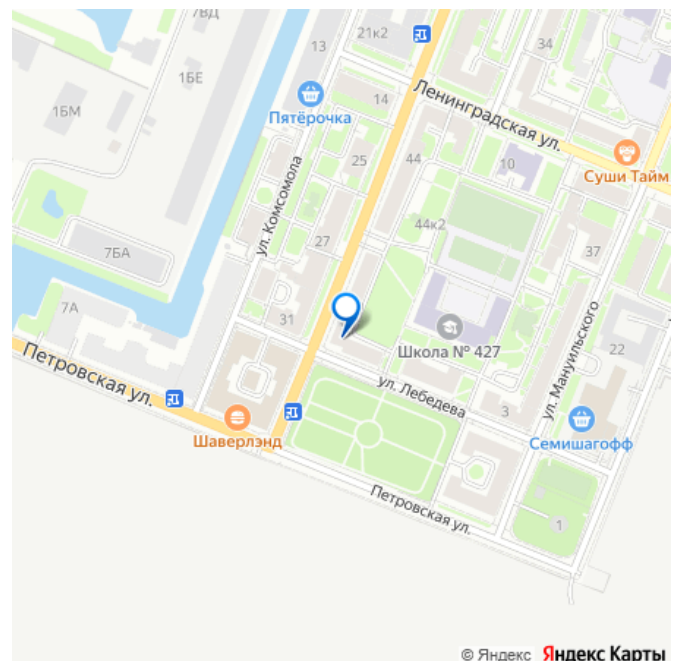 7ВД
21к2
13
34
1БЕ
14
1БМ
Пятёрочка
Ленинградская ул.
25
44
10
Суши Тайм
ул. Комсомола
44к2
27
37
7БА
7А
31
Школа № 427
22
ул. Мануильского
Петровская ул.
ул. Лебедева
3
Шаверлэнд
Семишагофф
Петровская ул.
1
© Яндекс Яндекс Карты